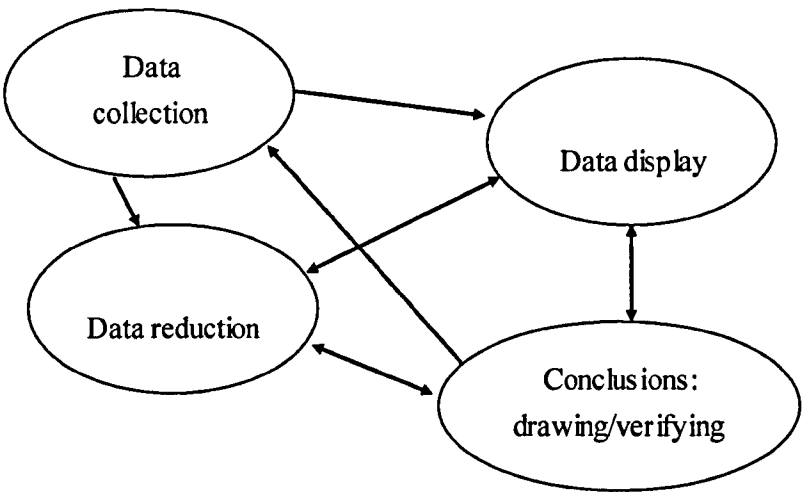 Data
collection
Data display
Data reduction
Conclusions:
drawing/verifying